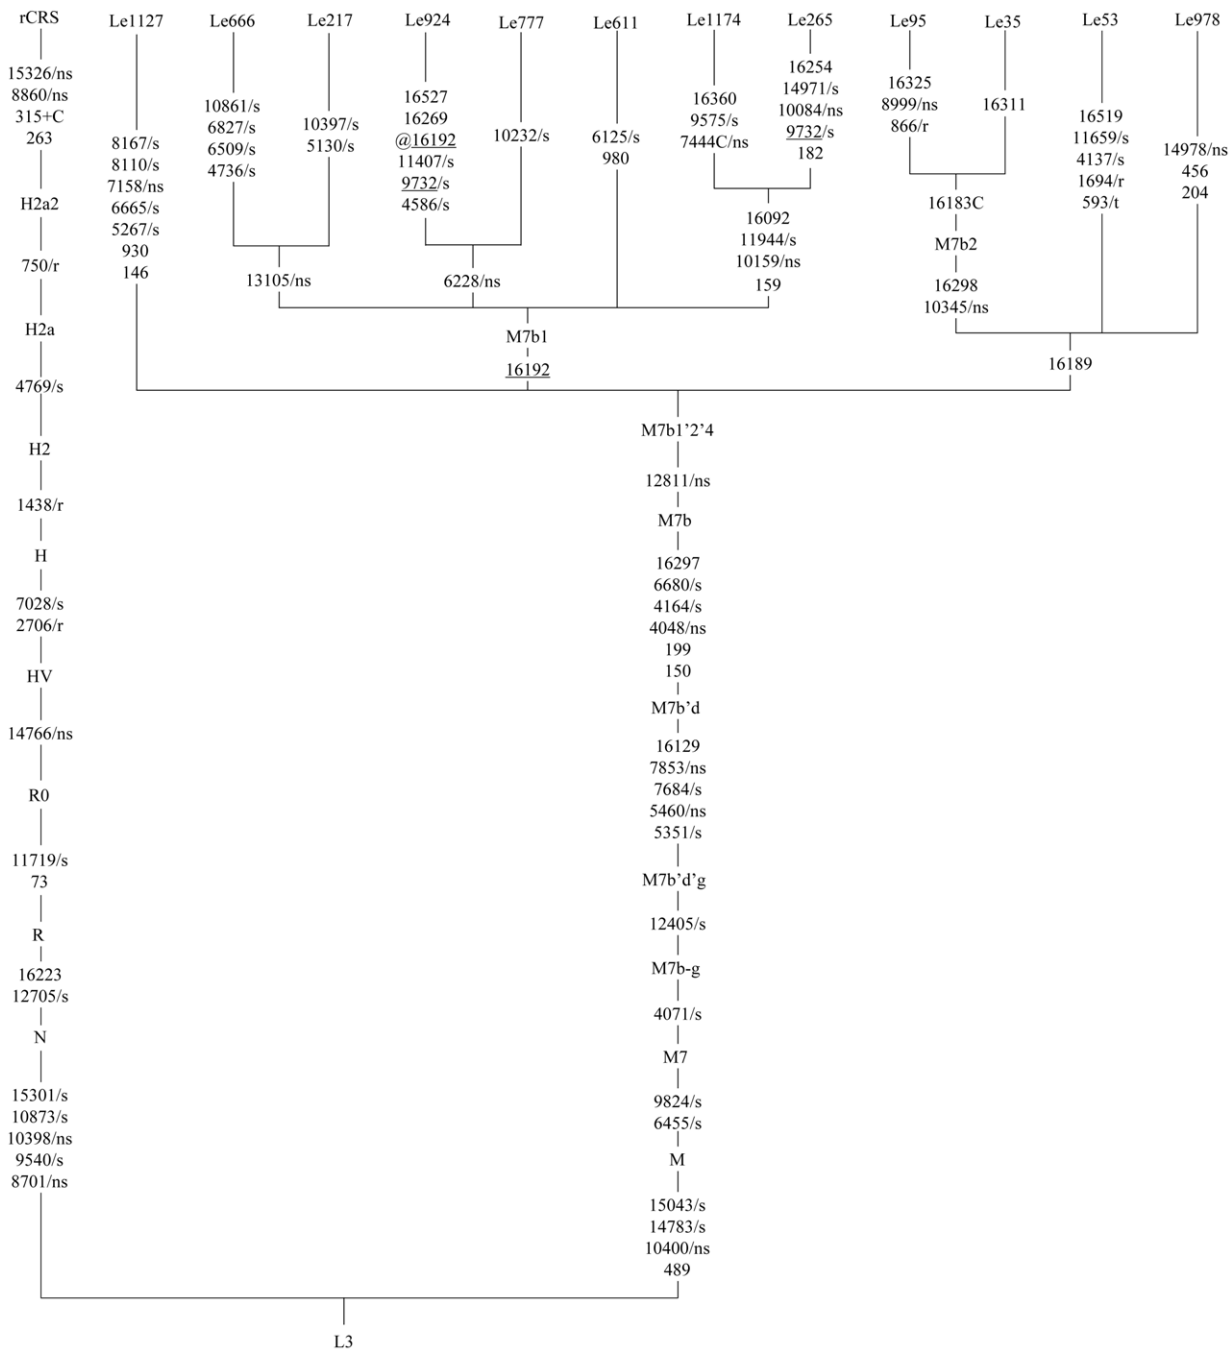 rCRS
Le1127
Le666
Le217
Le924
Le777
Le611
Le1174
Le265
Le95
Le35
Le53
Le978
15326/ns
8860/ns
315+C
263
H2a2
750/r
H2a
4769/s
H2
1438/r
H
7028/s
2706/r
HV
14766/ns
R0
11719/s
73
R
16223
12705/s
N
15301/s
10873/s
10398/ns
9540/s
8701/ns
8167/s
8110/s
7158/ns
6665/s
5267/s
930
146
10861/s
6827/s
6509/s
4736/s
10397/s
5130/s
13105/ns
16527
16269
@16192
11407/s
9732/s
4586/s
10232/s
6228/ns
6125/s
980
16360
9575/s
7444C/ns
16254
14971/s
10084/ns
9732/s
182
16092
11944/s
10159/ns
159
M7b1
16192
16325
8999/ns
866/r
16311
16183C
M7b2
16298
10345/ns
16519
11659/s
4137/s
1694/r
593/t
14978/ns
456
204
16189
M7b1’2’4
12811/ns
M7b
16297
6680/s
4164/s
4048/ns
199
150
M7b’d
16129
7853/ns
7684/s
5460/ns
5351/s
M7b’d’g
12405/s
M7b-g
4071/s
M7
9824/s
6455/s
M
15043/s
14783/s
10400/ns
489
L3